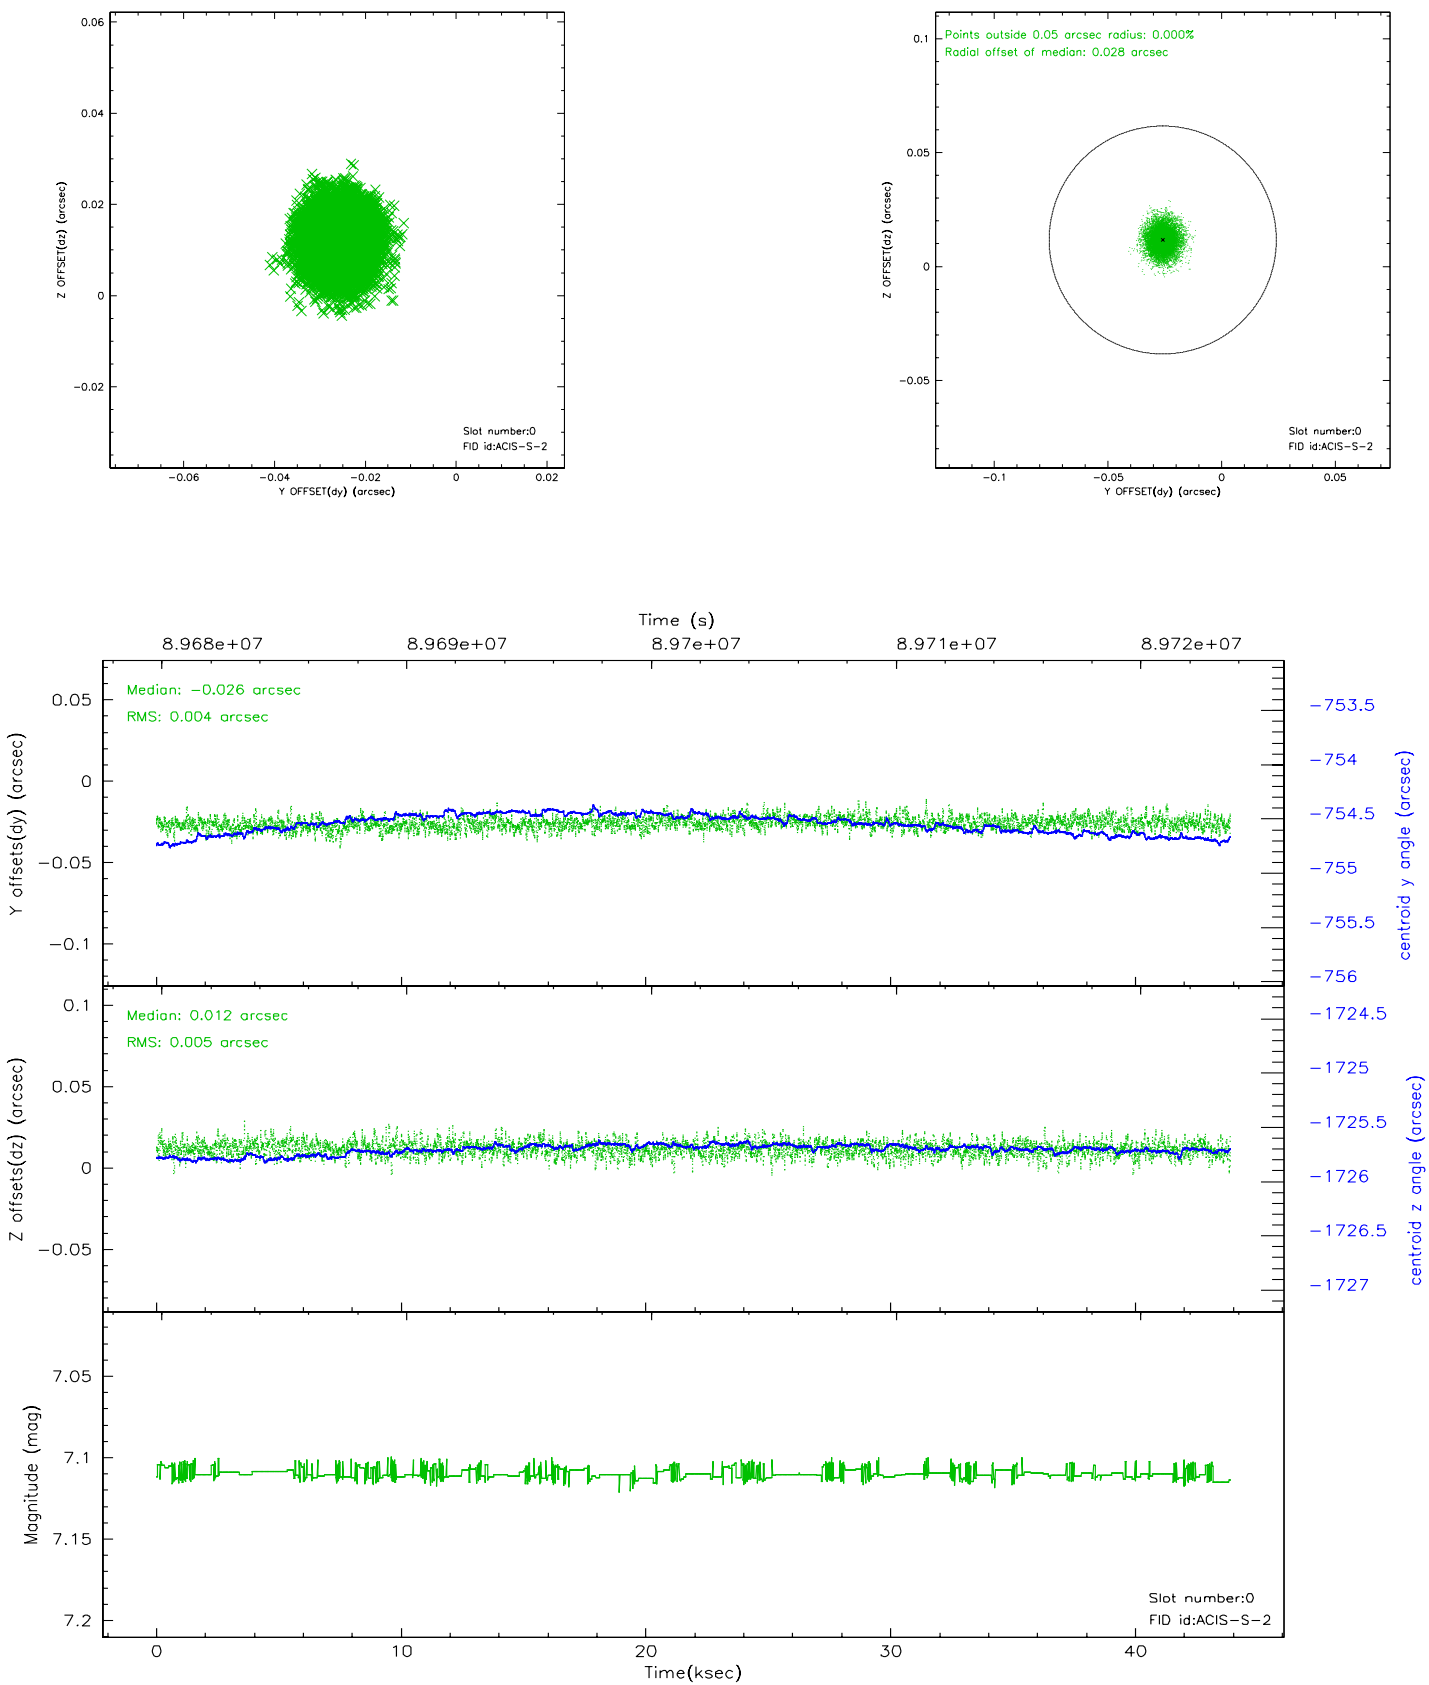 0.06
0.04
0.02
0
−0.02
Z OFFSET(dz) (arcsec)
Slot number:0
FID id:ACIS−S−2
−0.06 −0.04 −0.02 0 0.02
Y OFFSET(dy) (arcsec)
Points outside 0.05 arcsec radius: 0.000%
Radial offset of median: 0.028 arcsec
0.1
0.05
0
−0.05
Z OFFSET(dz) (arcsec)
Slot number:0
FID id:ACIS−S−2
−0.1 −0.05 0 0.05
Y OFFSET(dy) (arcsec)
Time (s)
8.968e+07 8.969e+07 8.97e+07 8.971e+07 8.972e+07
Median: −0.026 arcsec
RMS: 0.004 arcsec
0.05
0
−0.05
−0.1
Y offsets(dy) (arcsec)
−753.5
−754
−754.5
−755
−755.5
−756
centroid y angle (arcsec)
Median: 0.012 arcsec
RMS: 0.005 arcsec
0.1
0.05
0
−0.05
Z offsets(dz) (arcsec)
−1724.5
−1725
−1725.5
−1726
−1726.5
−1727
centroid z angle (arcsec)
7.05
7.1
7.15
7.2
Magnitude (mag)
Slot number:0
FID id:ACIS−S−2
0 10 20 30 40
Time(ksec)